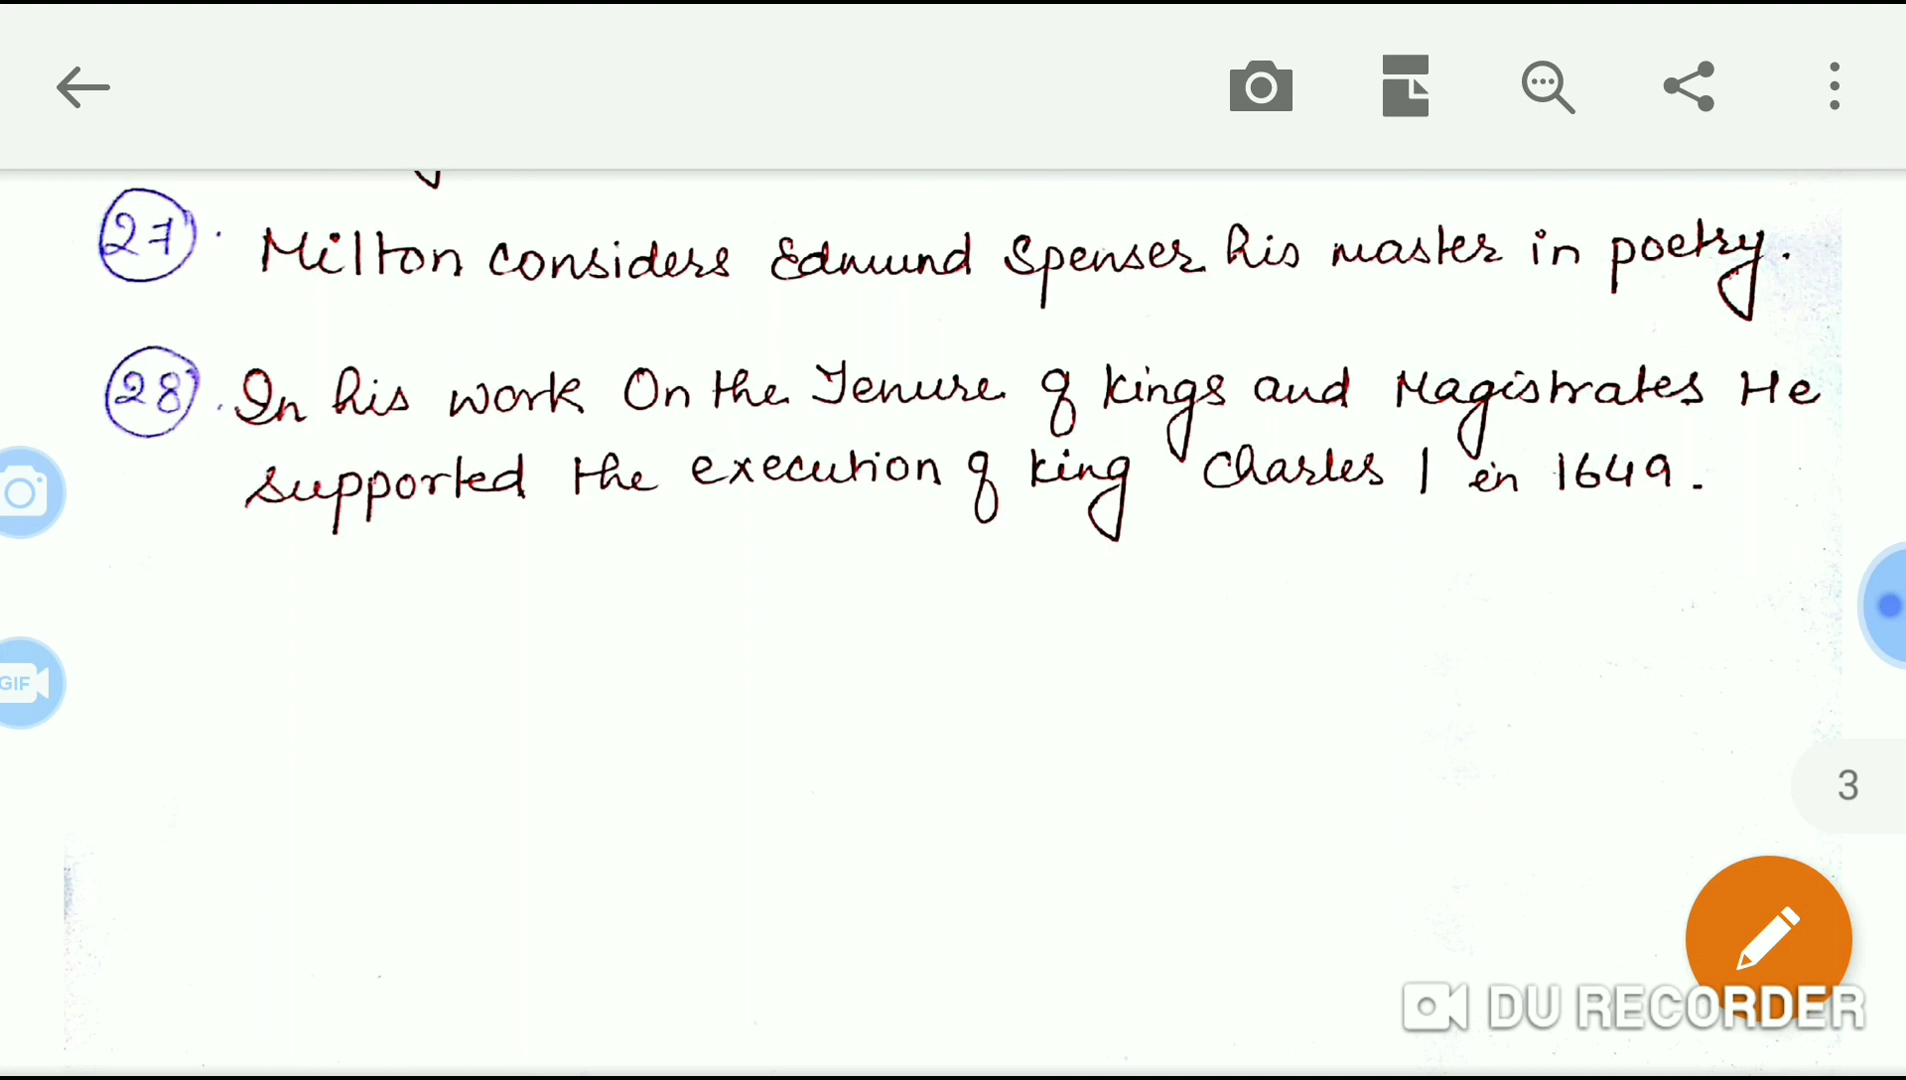 27. Milton considers Edmund Spenser his master in poetry.
28. In his work On the Tenure of Kings and Magistrates He
supported the execution of king Charles I in 1649.
GIF
3
DU RECORDER